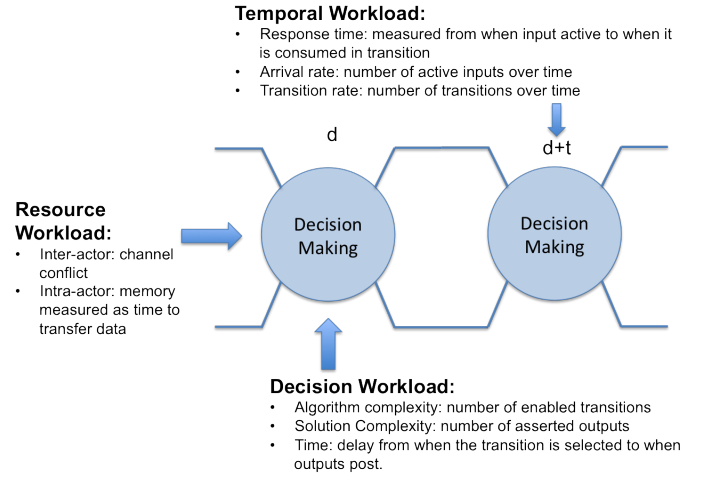 Temporal Workload:
• Response time: measured from when input active to when it
is consumed in transition
• Arrival rate: number of active inputs over time
• Transition rate: number of transitions over time
d
d+t
Resource
Workload:
• Inter-actor: channel
conflict
• Intra-actor: memory
measured as time to
transfer data
Decision
Making
Decision
Making
Decision Workload:
• Algorithm complexity: number of enabled transitions
• Solution Complexity: number of asserted outputs
• Time: delay from when the transition is selected to when
outputs post.